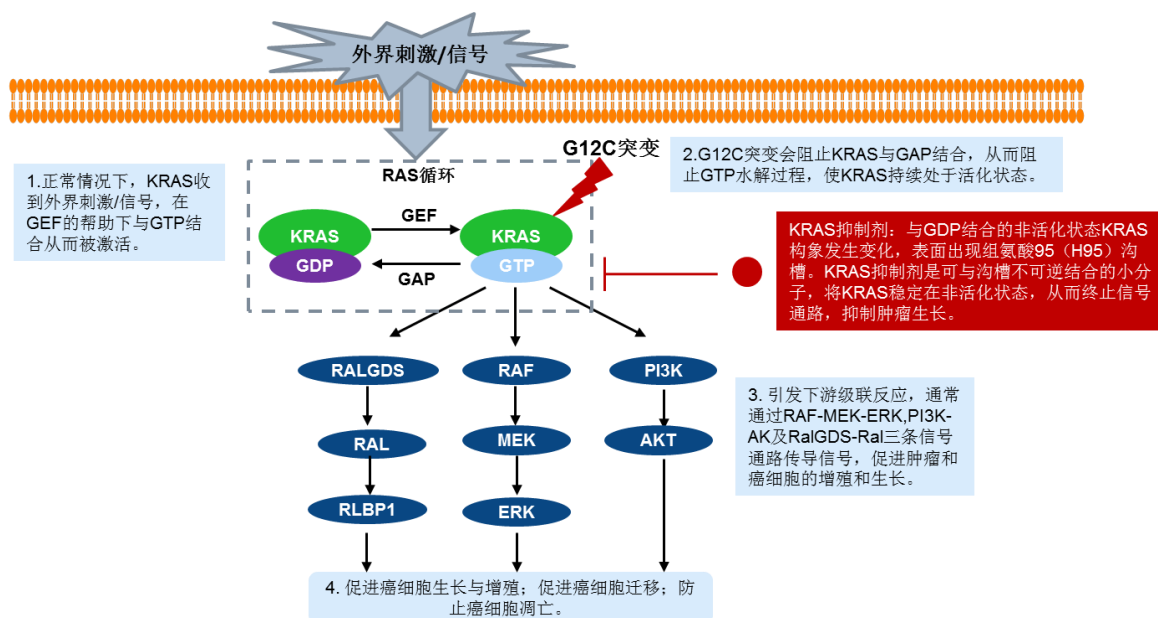 外界刺激/信号
G12C突变
1.正常情况下，KRAS收
到外界刺激/信号，在
GEF的帮助下与GTP结
合从而被激活。
2.G12C突变会阻止KRAS与GAP结合，从而阻
止GTP水解过程，使KRAS持续处于活化状态。
RAS循环
GEF
KRAS
KRAS
GDP
GTP
GAP
KRAS抑制剂：与GDP结合的非活化状态KRAS
构象发生变化，表面出现组氨酸95（H95）沟
槽。KRAS抑制剂是可与沟槽不可逆结合的小分
子，将KRAS稳定在非活化状态，从而终止信号
通路，抑制肿瘤生长。
RALGDS
RAF
PI3K
RAL
MEK
AKT
RLBP1
ERK
3. 引发下游级联反应，通常
通过RAF-MEK-ERK,PI3K-
AK及RalGDS-Ral三条信号
通路传导信号，促进肿瘤和
癌细胞的增殖和生长。
4. 促进癌细胞生长与增殖；促进癌细胞迁移；防
止癌细胞凋亡。